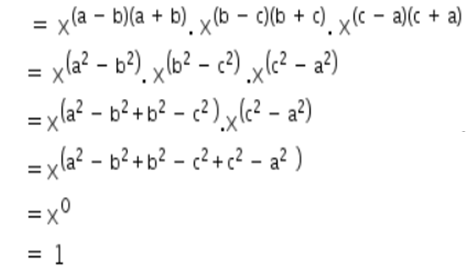 = x^(a − b)(a + b) . x^(b − c)(b + c) . x^(c − a)(c + a)
= x^(a² − b²) . x^(b² − c²) . x^(c² − a²)
= x^(a² − b² + b² − c²) . x^(c² − a²)
= x^(a² − b² + b² − c² + c² − a²)
= x⁰
= 1